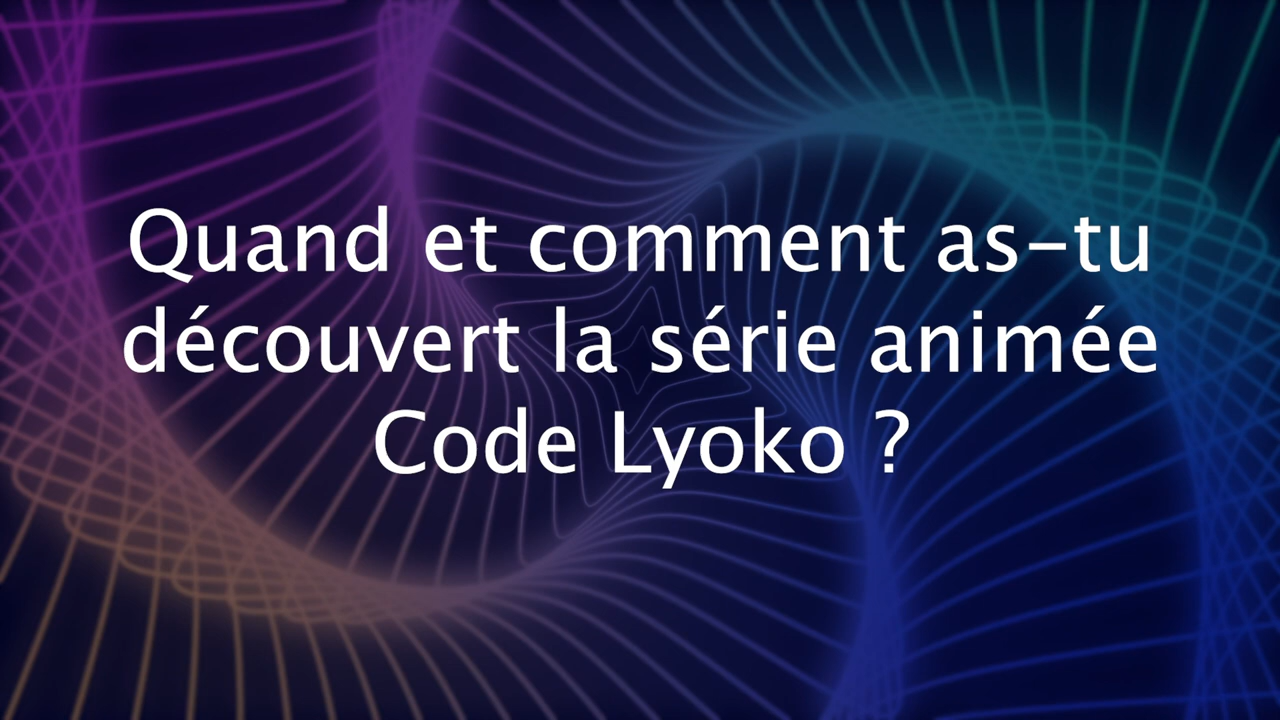 Quand et comment as-tu
découvert la série animée
Code Lyoko ?